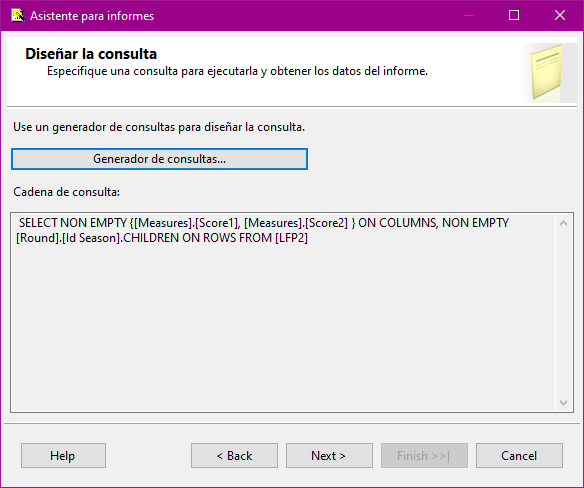 Asistente para informes
Diseñar la consulta
Especifique una consulta para ejecutarla y obtener los datos del informe.
Use un generador de consultas para diseñar la consulta.
Generador de consultas...
Cadena de consulta:
SELECT NON EMPTY {[Measures].[Score1], [Measures].[Score2] } ON COLUMNS, NON EMPTY
[Round].[Id Season].CHILDREN ON ROWS FROM [LFP2]
Help
< Back
Next >
Finish >>|
Cancel